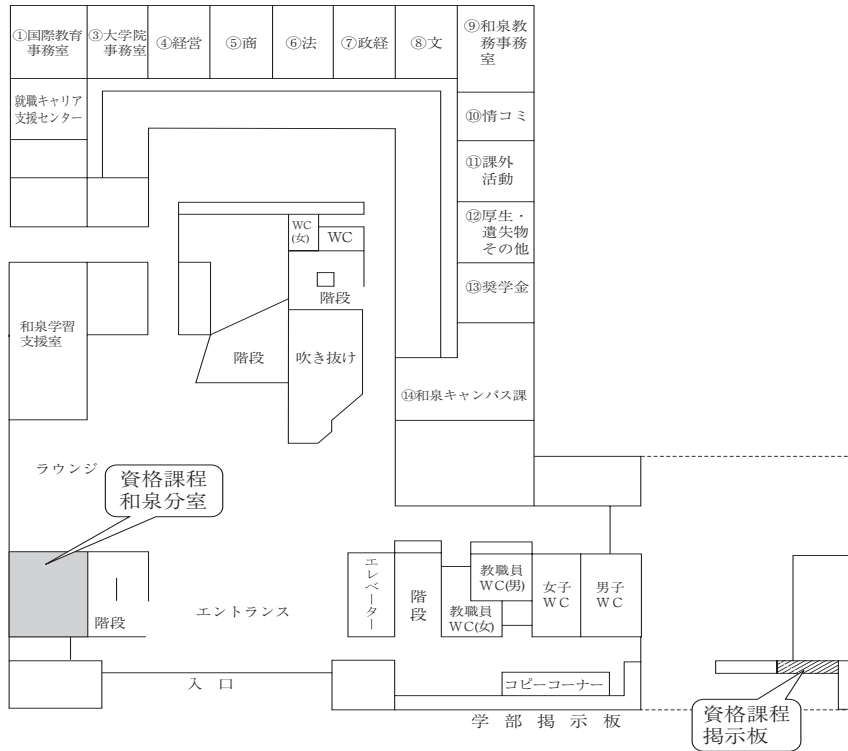 ①国際教育
事務室
③大学院
事務室
④経営
⑤商
⑥法
⑦政経
⑧文
⑨和泉教
務事務
室
就職キャリア
支援センター
⑩情コミ
⑪課外
活動
⑫厚生・
遺失物
その他
⑬奨学金
WC
(女)
WC
階段
和泉学習
支援室
階段
吹き抜け
⑭和泉キャンパス課
ラウンジ
資格課程
和泉分室
階段
エントランス
エレベーター
階段
教職員
WC(男)
教職員
WC(女)
女子
WC
男子
WC
入口
コピーコーナー
学部掲示板
資格課程
掲示板